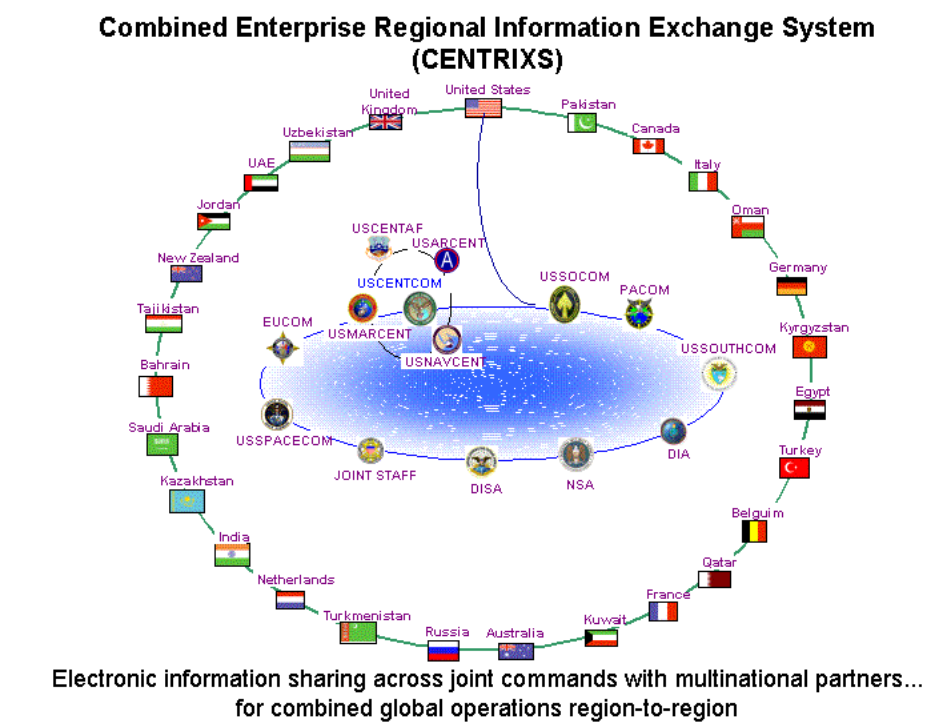 Combined Enterprise Regional Information Exchange System
(CENTRIXS)
United States
United
Kingdom
Pakistan
Uzbekistan
Canada
UAE
Italy
Jordan
Oman
USCENTAF
USARCENT
New Zealand
Germany
USCENTCOM
USSOCOM
PACOM
Tajikistan
EUCOM
USMARCENT
Kyrgyzstan
USSOUTHCOM
USNAVCENT
Bahrain
Egypt
Saudi Arabia
USSPACECOM
Turkey
DIA
JOINT STAFF
Kazakhstan
DISA
NSA
Belguim
India
Qatar
Netherlands
France
Turkmenistan
Kuwait
Russia
Australia
Electronic information sharing across joint commands with multinational partners...
for combined global operations region-to-region